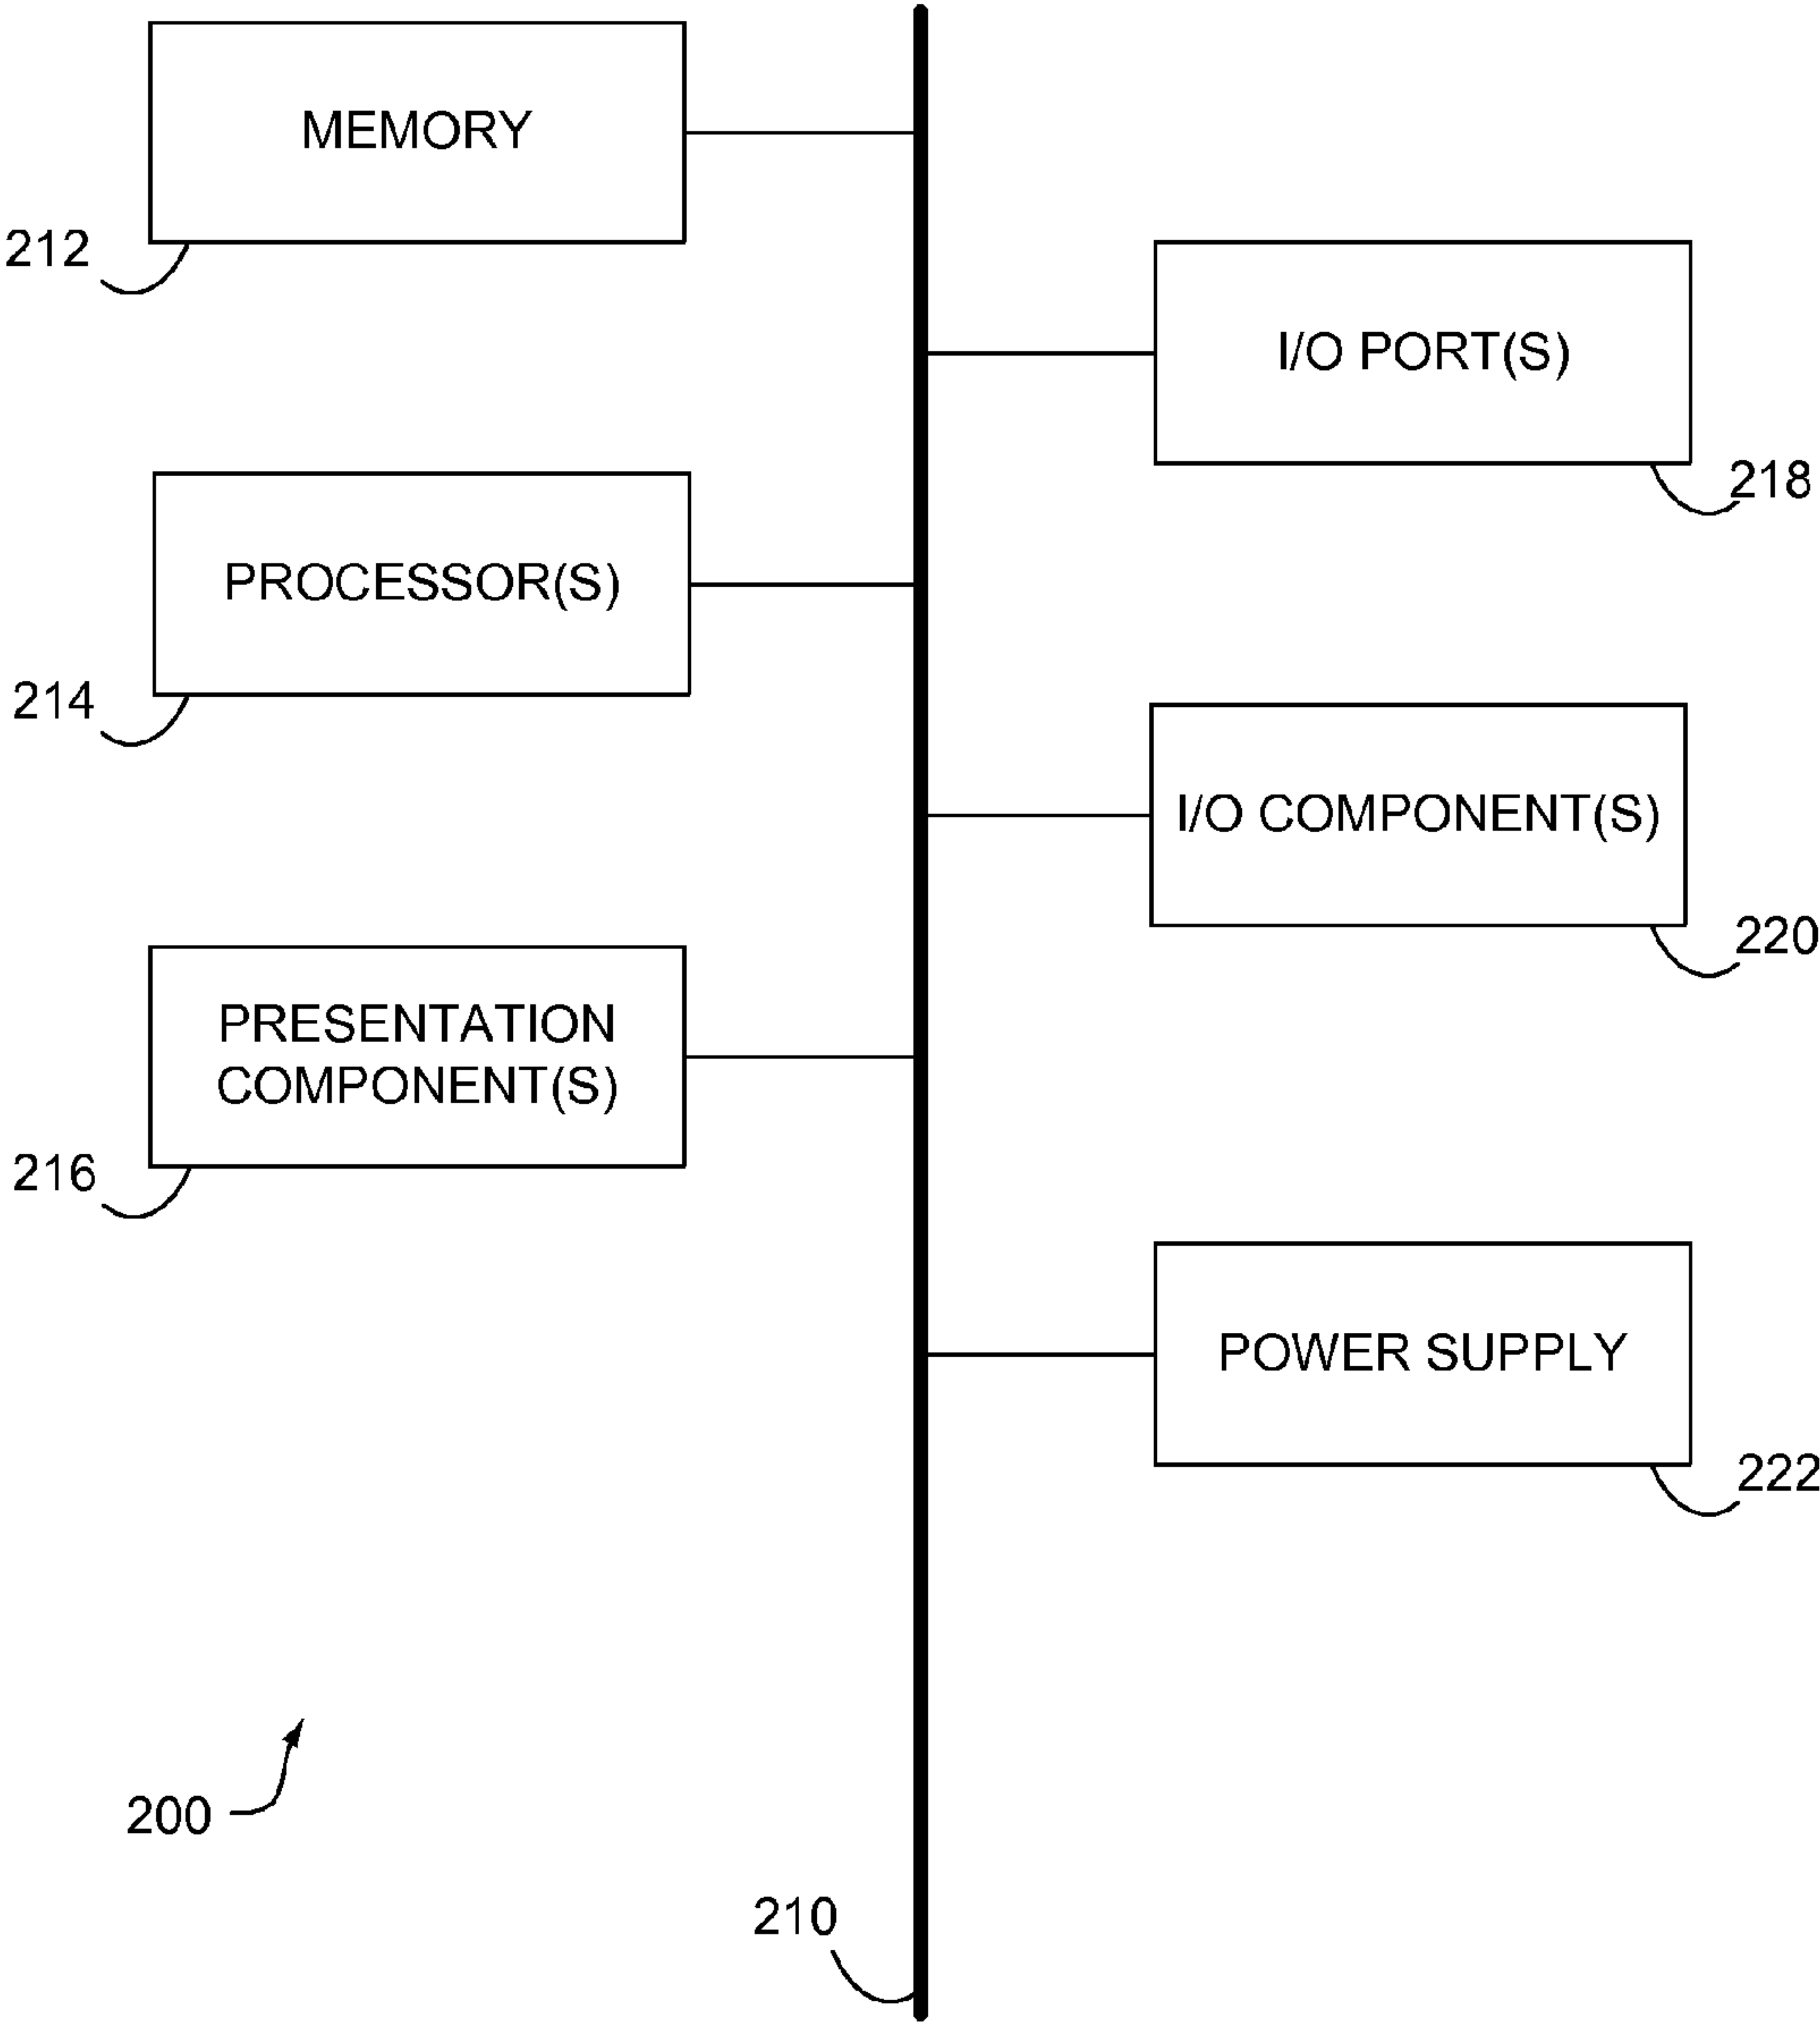 MEMORY
212
I/O PORT(S)
218
PROCESSOR(S)
214
I/O COMPONENT(S)
220
PRESENTATION
COMPONENT(S)
216
POWER SUPPLY
222
200
210